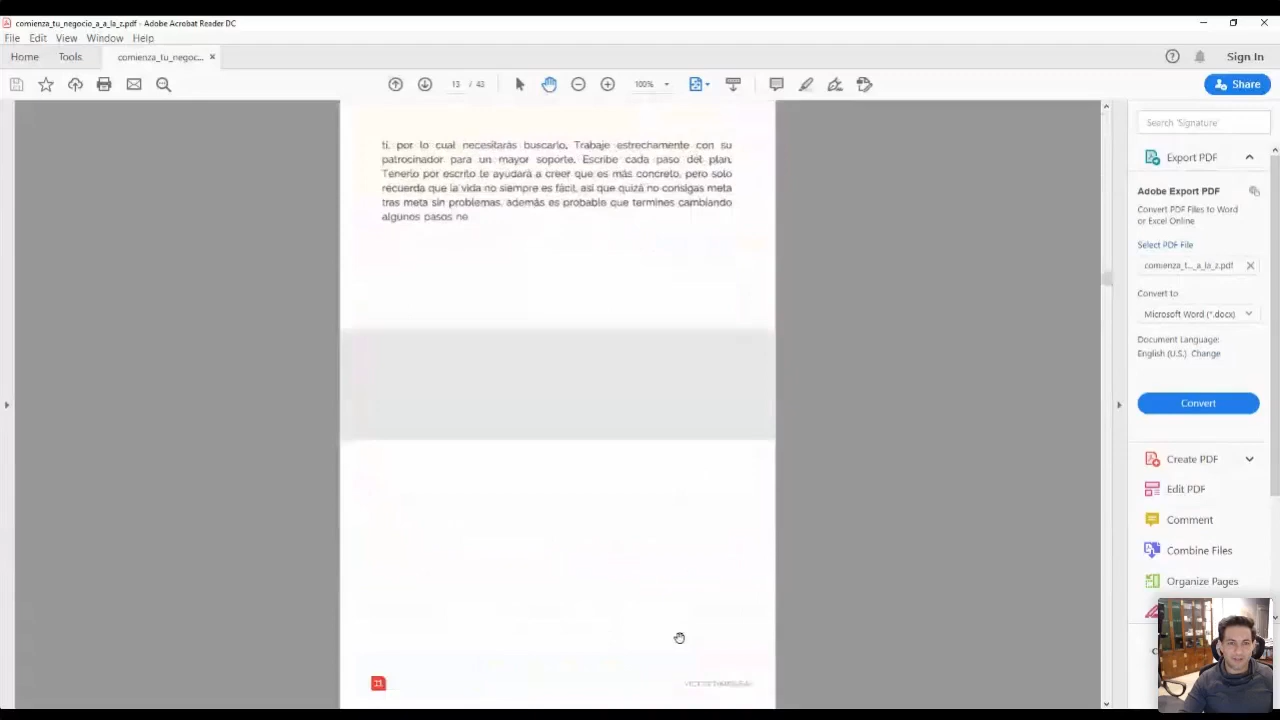 comienza_tu_negocio_a_a_la_z.pdf - Adobe Acrobat Reader DC
File Edit View Window Help
Home Tools comienza_tu_negoc... × Sign In
13 / 43 100% Share
Search 'Signature'
tí, por lo cual necesitarás buscarlo. Trabaje estrechamente con su
patrocinador para un mayor soporte. Escribe cada paso del plan.
Tenerlo por escrito te ayudará a creer que es más concreto, pero solo
recuerda que la vida no siempre es fácil, así que quizá no consigas meta
tras meta sin problemas, además es probable que termines cambiando
algunos pasos ne
11
Export PDF
Adobe Export PDF
Convert PDF Files to Word
or Excel Online
Select PDF File
comienza_t..._a_la_z.pdf
Convert to
Microsoft Word (*.docx)
Document Language:
English (U.S.) Change
Convert
Create PDF
Edit PDF
Comment
Combine Files
Organize Pages